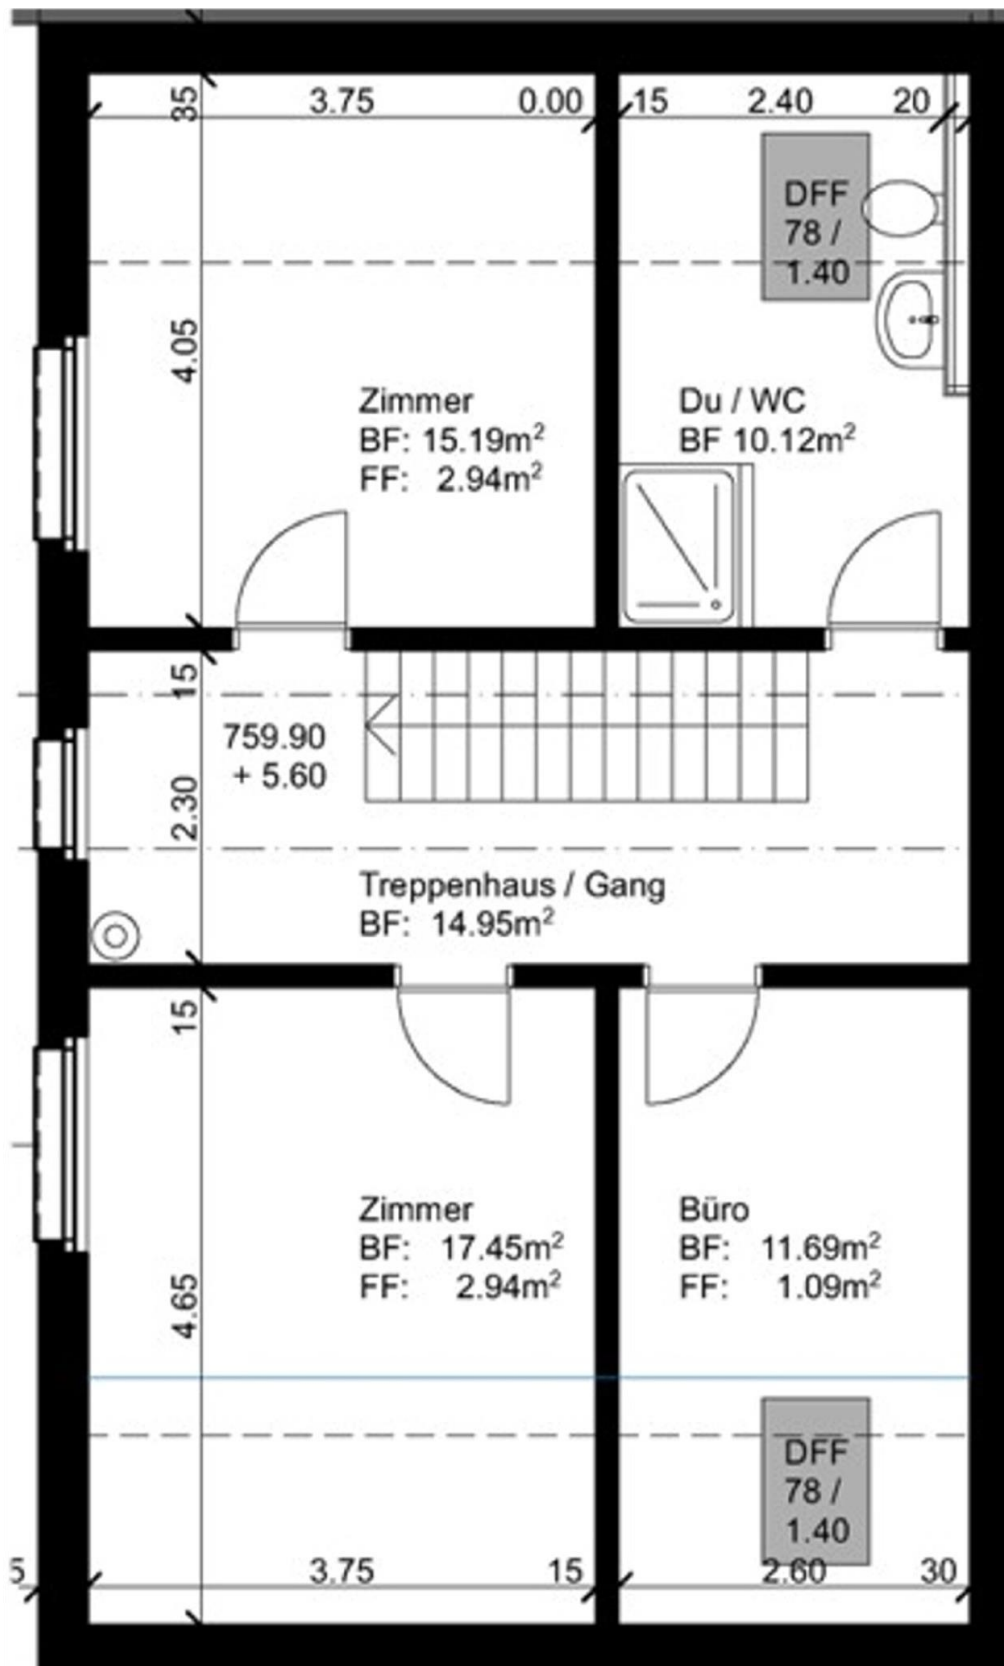 35 3.75 0.00 15 2.40 20
DFF
78 /
1.40
4.05
Zimmer
BF: 15.19m²
FF: 2.94m²
Du / WC
BF 10.12m²
15
759.90
+ 5.60
2.30
Treppenhaus / Gang
BF: 14.95m²
15
Zimmer
BF: 17.45m²
FF: 2.94m²
Büro
BF: 11.69m²
FF: 1.09m²
4.65
DFF
78 /
1.40
5 3.75 15 2.60 30